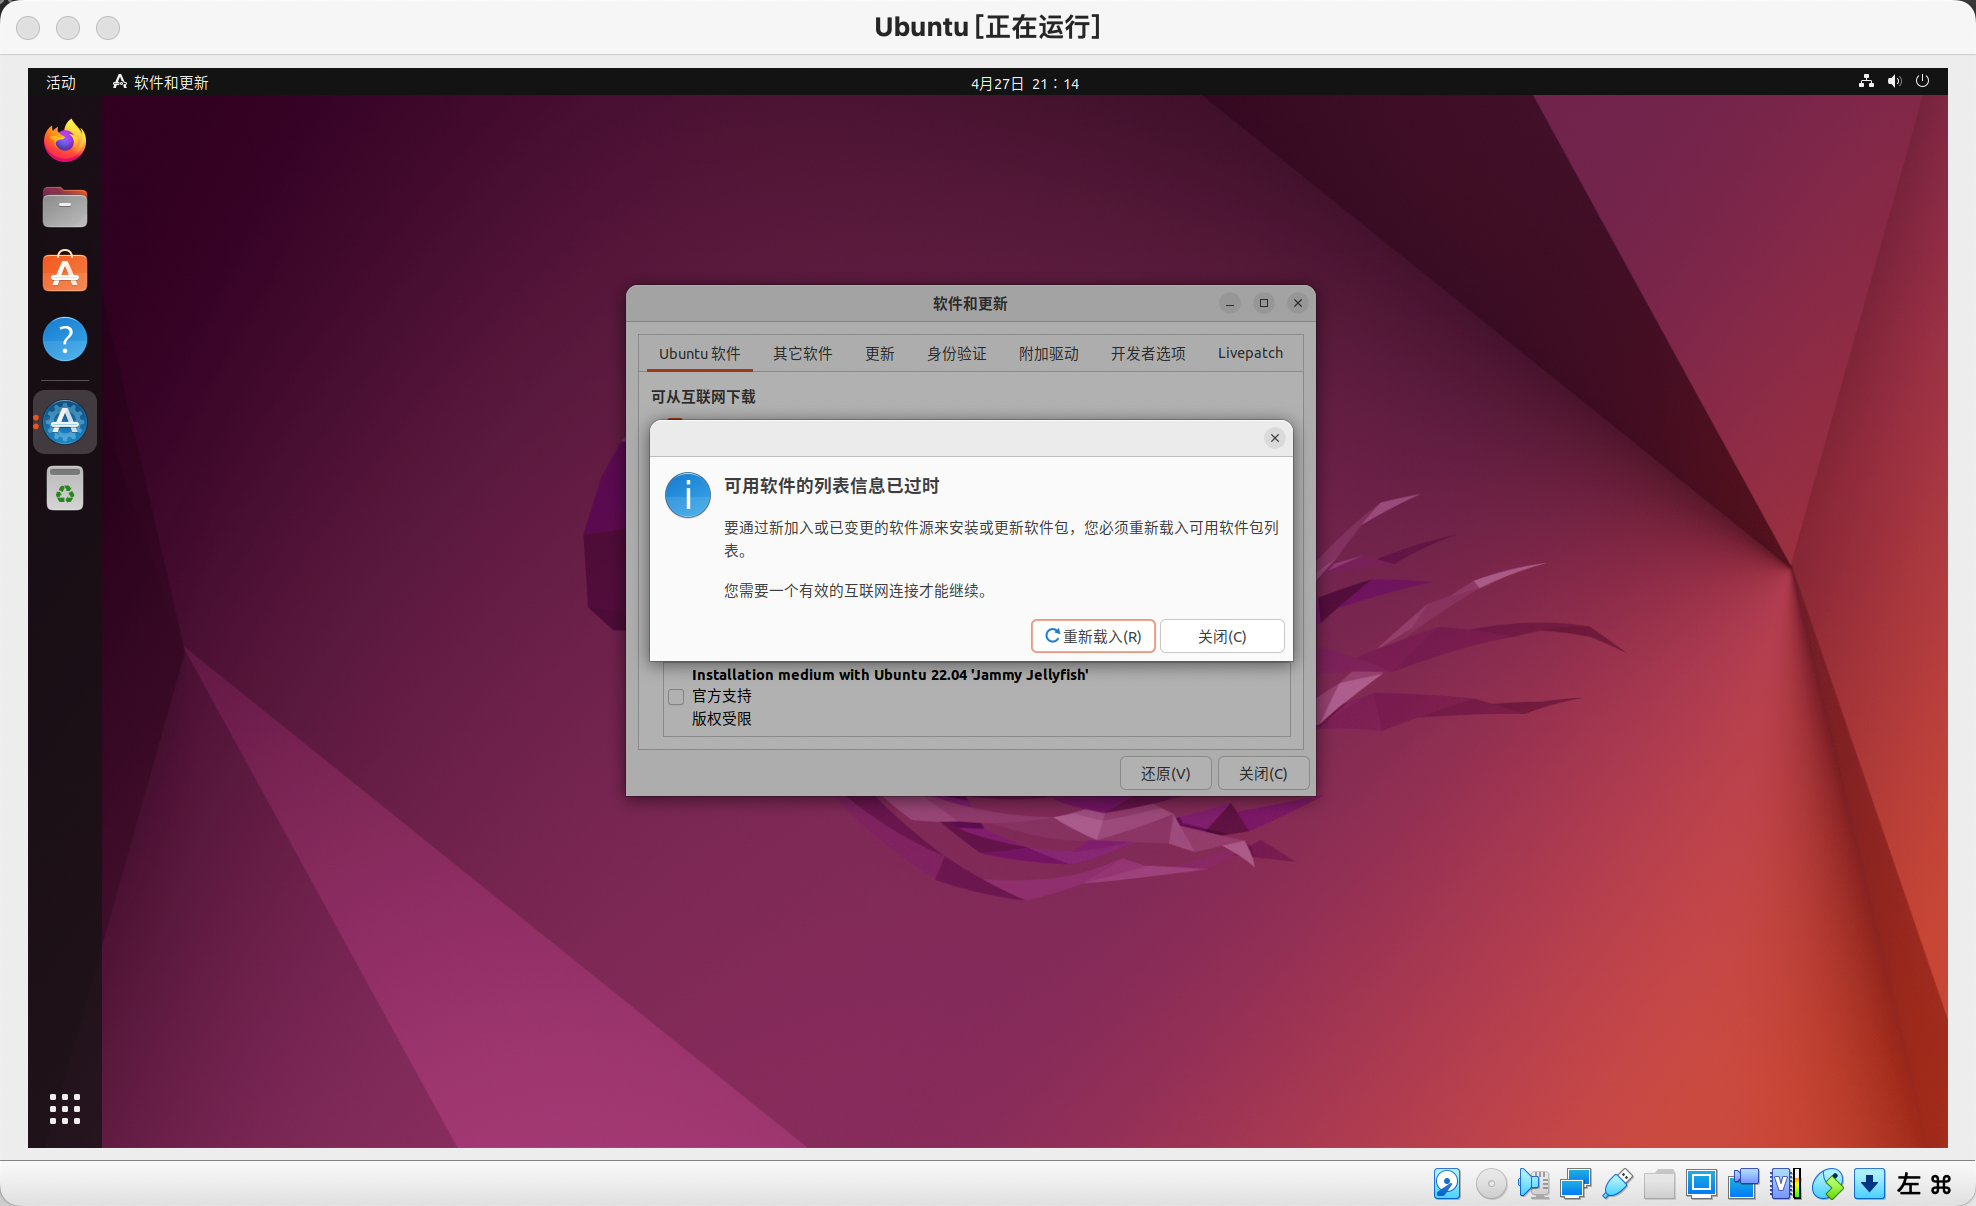 Ubuntu [正在运行]
活动
软件和更新
4月27日 21：14
软件和更新
Ubuntu 软件
其它软件
更新
身份验证
附加驱动
开发者选项
Livepatch
可从互联网下载
可用软件的列表信息已过时
要通过新加入或已变更的软件源来安装或更新软件包，您必须重新载入可用软件包列
表。
您需要一个有效的互联网连接才能继续。
重新载入(R)
关闭(C)
Installation medium with Ubuntu 22.04 'Jammy Jellyfish'
官方支持
版权受限
还原(V)
关闭(C)
左 ⌘